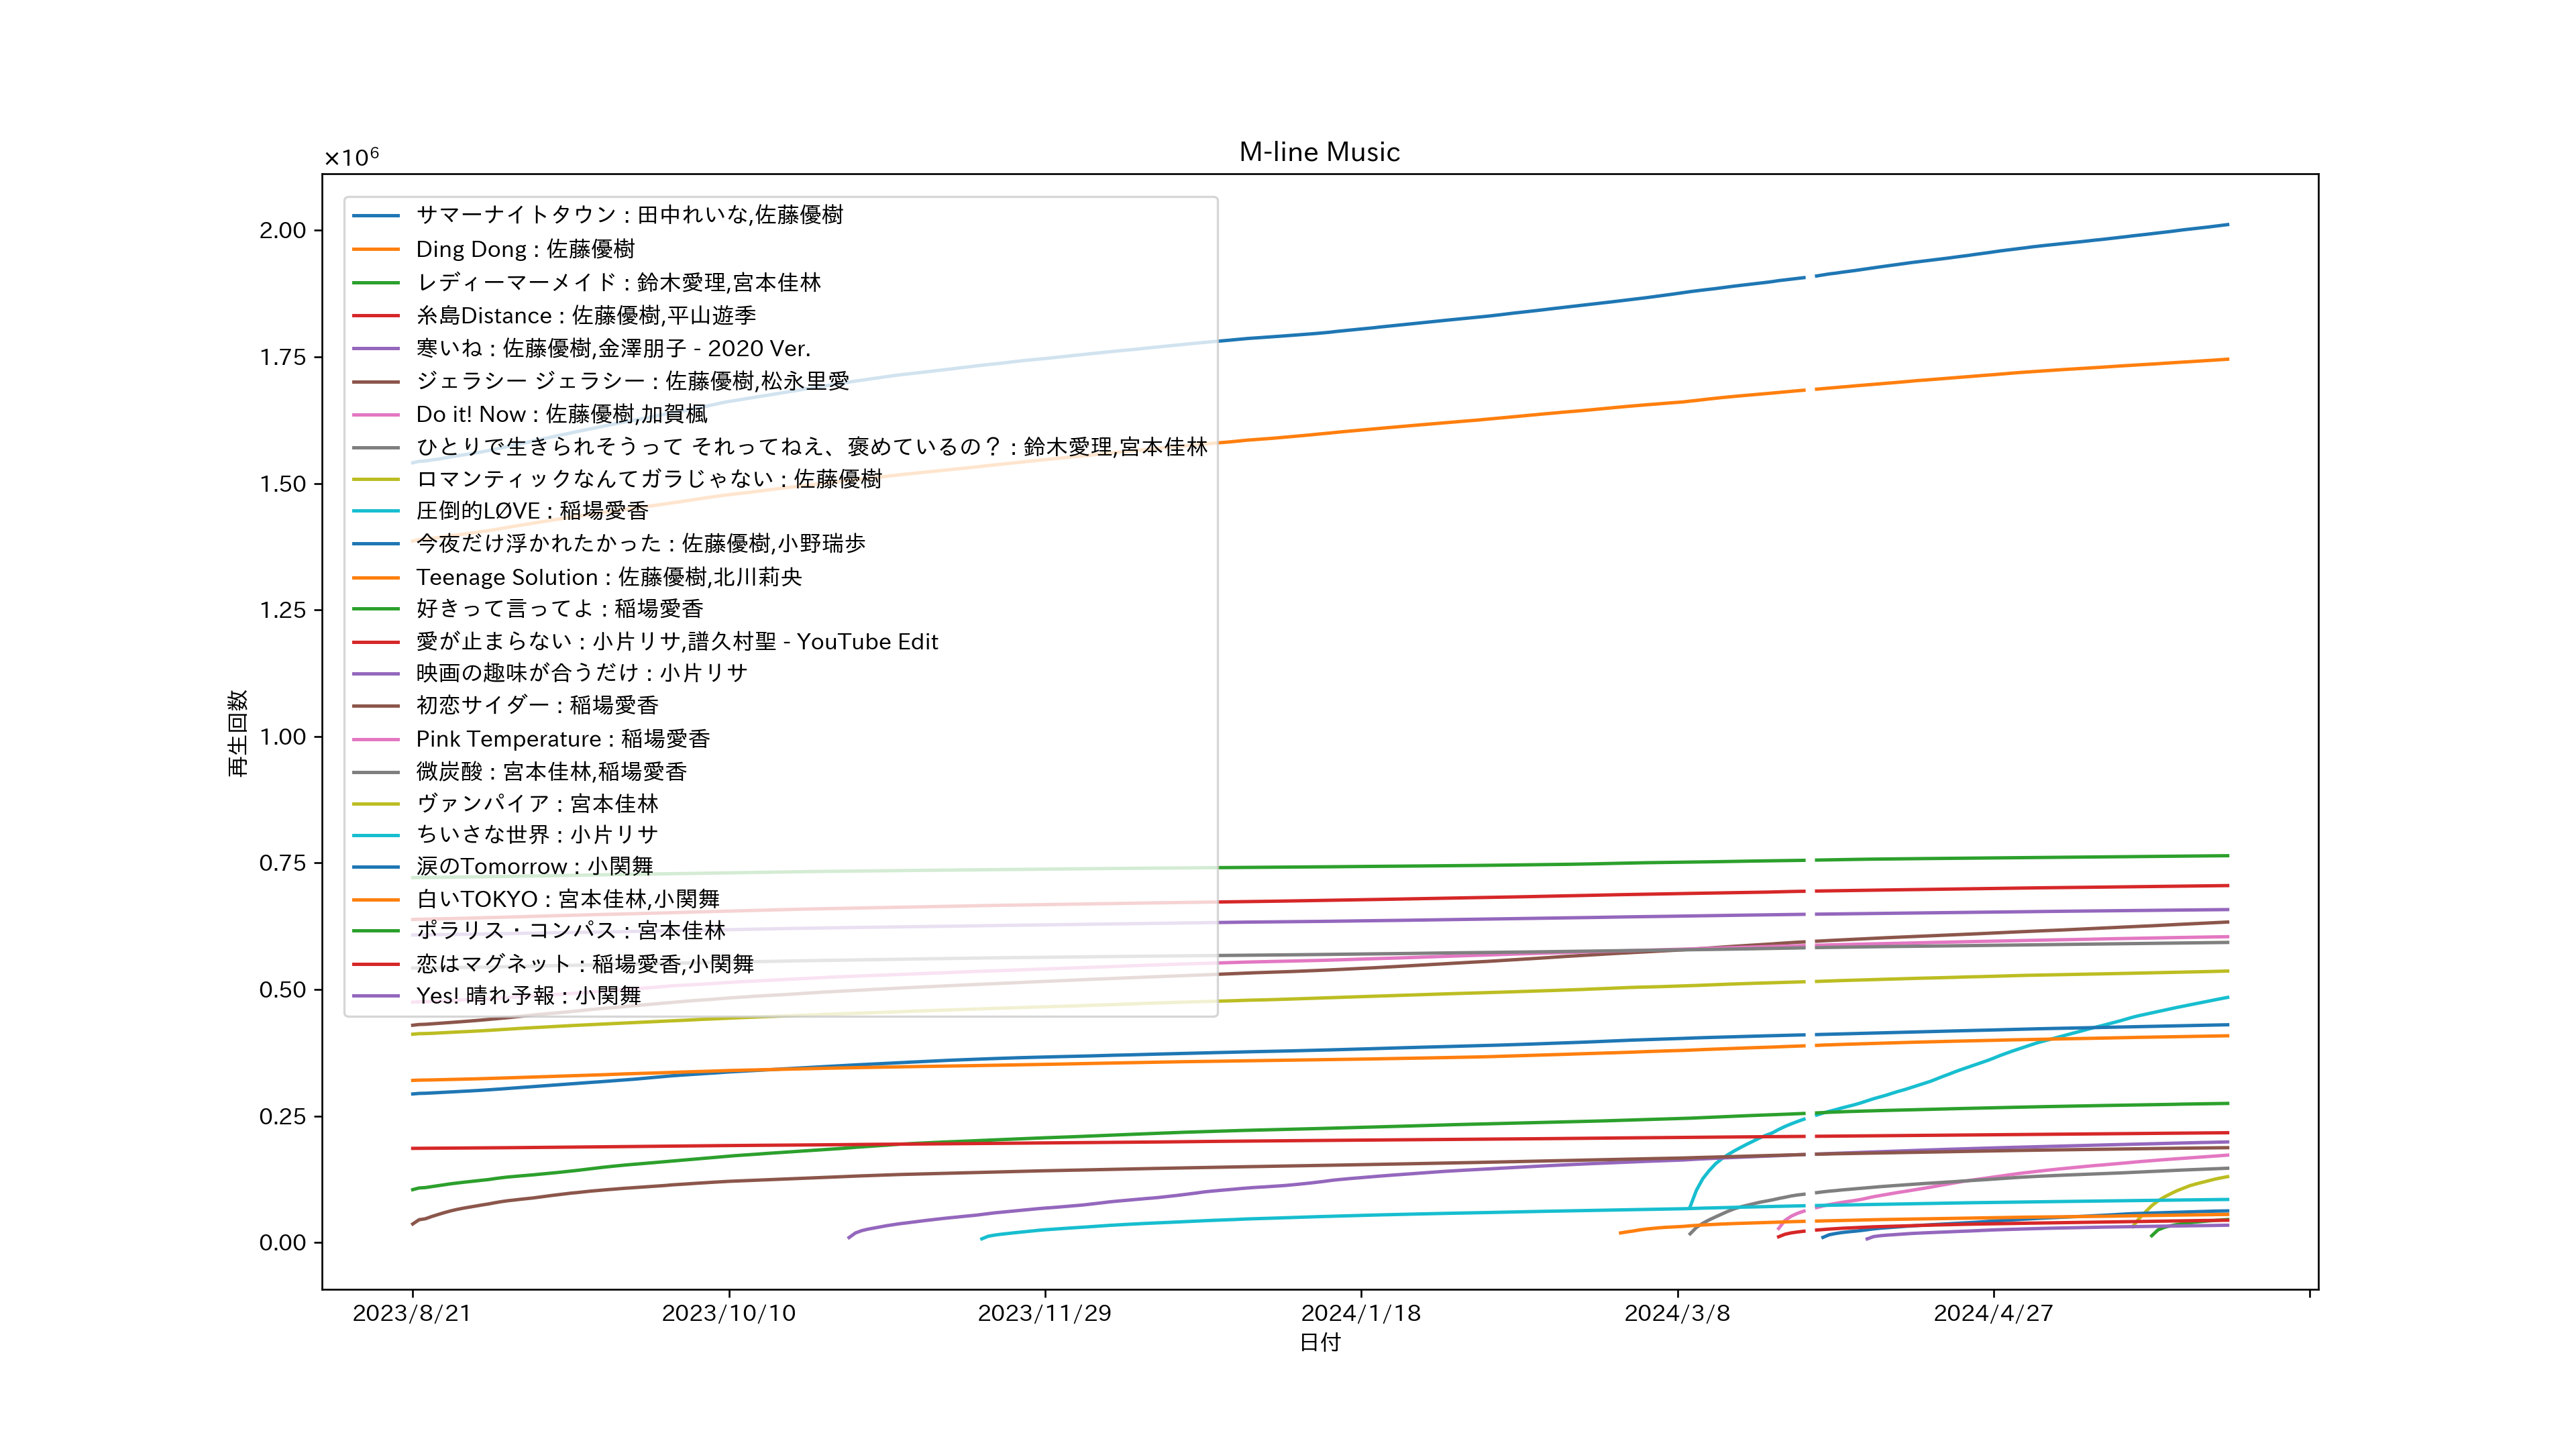 M-line Music
×10⁶
2.00
1.75
1.50
1.25
1.00
0.75
0.50
0.25
0.00
再生回数
サマーナイトタウン : 田中れいな,佐藤優樹
Ding Dong : 佐藤優樹
レディーマーメイド : 鈴木愛理,宮本佳林
糸島Distance : 佐藤優樹,平山遊季
寒いね : 佐藤優樹,金澤朋子 - 2020 Ver.
ジェラシー ジェラシー : 佐藤優樹,松永里愛
Do it! Now : 佐藤優樹,加賀楓
ひとりで生きられそうって それってねえ、褒めているの？ : 鈴木愛理,宮本佳林
ロマンティックなんてガラじゃない : 佐藤優樹
圧倒的LØVE : 稲場愛香
今夜だけ浮かれたかった : 佐藤優樹,小野瑞歩
Teenage Solution : 佐藤優樹,北川莉央
好きって言ってよ : 稲場愛香
愛が止まらない : 小片リサ,譜久村聖 - YouTube Edit
映画の趣味が合うだけ : 小片リサ
初恋サイダー : 稲場愛香
Pink Temperature : 稲場愛香
微炭酸 : 宮本佳林,稲場愛香
ヴァンパイア : 宮本佳林
ちいさな世界 : 小片リサ
涙のTomorrow : 小関舞
白いTOKYO : 宮本佳林,小関舞
ポラリス・コンパス : 宮本佳林
恋はマグネット : 稲場愛香,小関舞
Yes! 晴れ予報 : 小関舞
2023/8/21
2023/10/10
2023/11/29
2024/1/18
2024/3/8
2024/4/27
日付